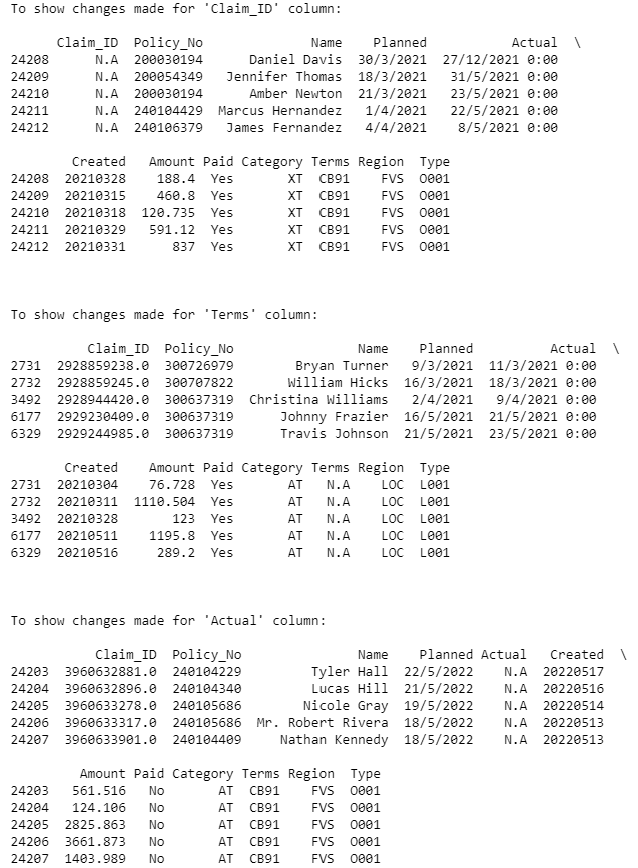 To show changes made for 'Claim_ID' column:
Claim_ID Policy_No Name Planned Actual \
24208 N.A 200030194 Daniel Davis 30/3/2021 27/12/2021 0:00
24209 N.A 200054349 Jennifer Thomas 18/3/2021 31/5/2021 0:00
24210 N.A 200030194 Amber Newton 21/3/2021 23/5/2021 0:00
24211 N.A 240104429 Marcus Hernandez 1/4/2021 22/5/2021 0:00
24212 N.A 240106379 James Fernandez 4/4/2021 8/5/2021 0:00
Created Amount Paid Category Terms Region Type
24208 20210328 188.4 Yes XT CB91 FVS O001
24209 20210315 460.8 Yes XT CB91 FVS O001
24210 20210318 120.735 Yes XT CB91 FVS O001
24211 20210329 591.12 Yes XT CB91 FVS O001
24212 20210331 837 Yes XT CB91 FVS O001
To show changes made for 'Terms' column:
Claim_ID Policy_No Name Planned Actual \
2731 2928859238.0 300726979 Bryan Turner 9/3/2021 11/3/2021 0:00
2732 2928859245.0 300707822 William Hicks 16/3/2021 18/3/2021 0:00
3492 2928944420.0 300637319 Christina Williams 2/4/2021 9/4/2021 0:00
6177 2929230409.0 300637319 Johnny Frazier 16/5/2021 21/5/2021 0:00
6329 2929244985.0 300637319 Travis Johnson 21/5/2021 23/5/2021 0:00
Created Amount Paid Category Terms Region Type
2731 20210304 76.728 Yes AT N.A LOC L001
2732 20210311 1110.504 Yes AT N.A LOC L001
3492 20210328 123 Yes AT N.A LOC L001
6177 20210511 1195.8 Yes AT N.A LOC L001
6329 20210516 289.2 Yes AT N.A LOC L001
To show changes made for 'Actual' column:
Claim_ID Policy_No Name Planned Actual Created \
24203 3960632881.0 240104229 Tyler Hall 22/5/2022 N.A 20220517
24204 3960632896.0 240104340 Lucas Hill 21/5/2022 N.A 20220516
24205 3960633278.0 240105686 Nicole Gray 19/5/2022 N.A 20220514
24206 3960633317.0 240105686 Mr. Robert Rivera 18/5/2022 N.A 20220513
24207 3960633901.0 240104409 Nathan Kennedy 18/5/2022 N.A 20220513
Amount Paid Category Terms Region Type
24203 561.516 No AT CB91 FVS O001
24204 124.106 No AT CB91 FVS O001
24205 2825.863 No AT CB91 FVS O001
24206 3661.873 No AT CB91 FVS O001
24207 1403.989 No AT CB91 FVS O001